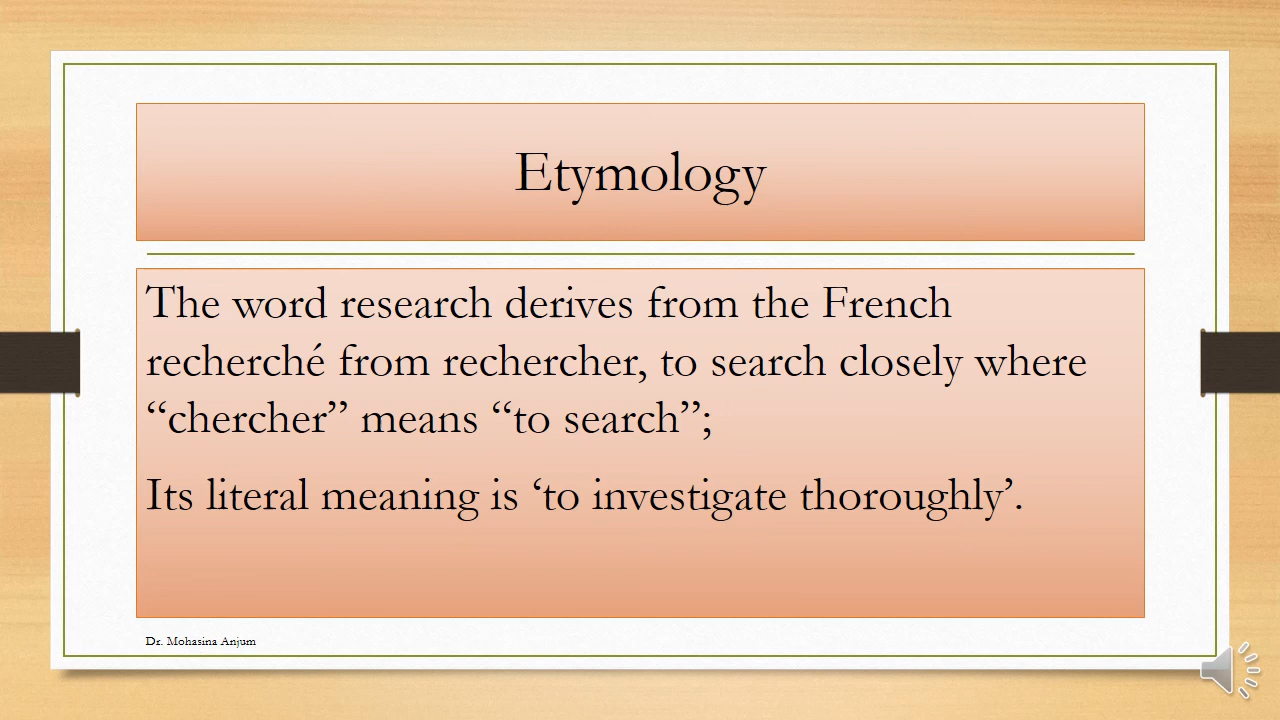 Etymology
The word research derives from the French
recherché from rechercher, to search closely where
“chercher” means “to search”;
Its literal meaning is ‘to investigate thoroughly’.
Dr. Mohasina Anjum